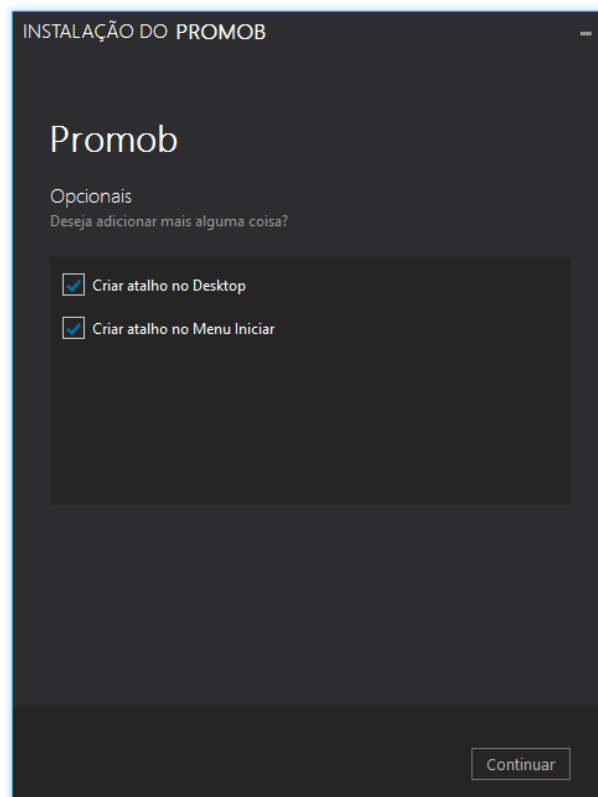 INSTALAÇÃO DO PROMOB
Promob
Opcionais
Deseja adicionar mais alguma coisa?
Criar atalho no Desktop
Criar atalho no Menu Iniciar
Continuar